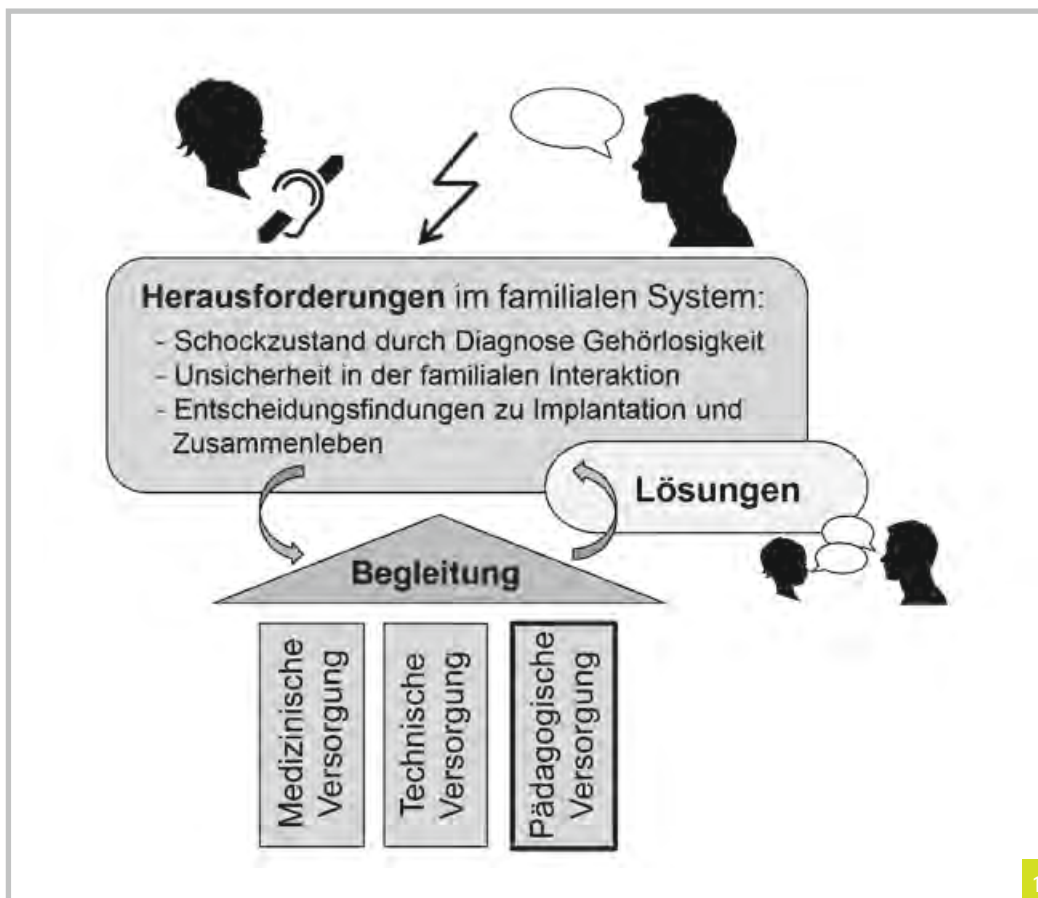 Herausforderungen im familialen System:
- Schockzustand durch Diagnose Gehörlosigkeit
- Unsicherheit in der familialen Interaktion
- Entscheidungsfindungen zu Implantation und
Zusammenleben
Lösungen
Begleitung
Medizinische
Versorgung
Technische
Versorgung
Pädagogische
Versorgung
1